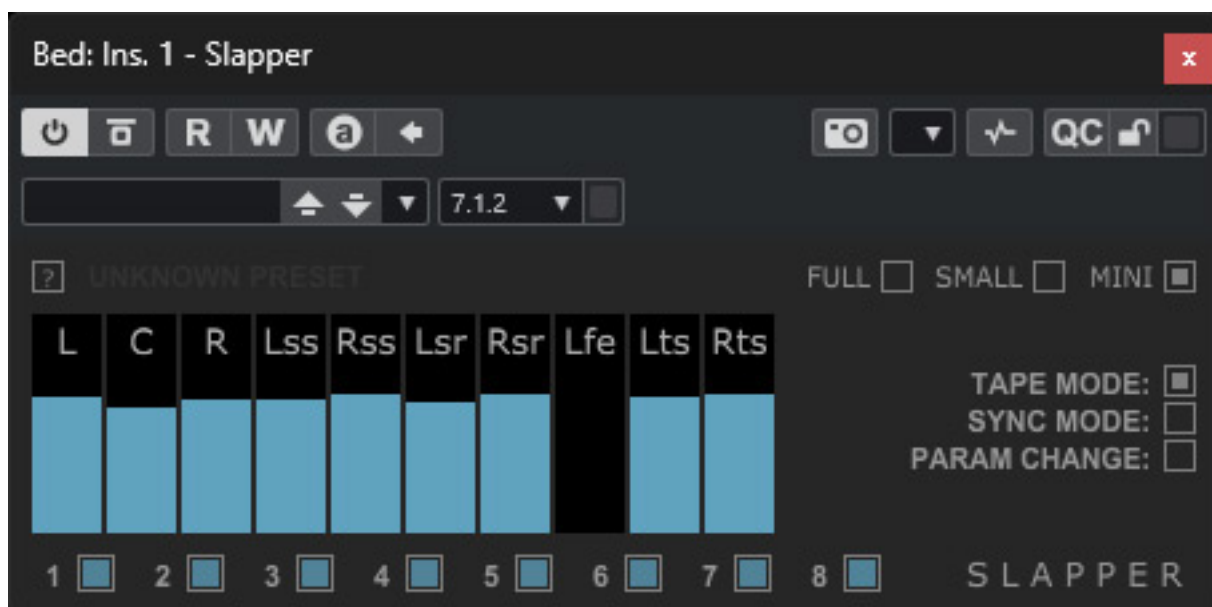 Bed: Ins. 1 - Slapper x
R W a QC
7.1.2
? UNKNOWN PRESET FULL SMALL MINI
L C R Lss Rss Lsr Rsr Lfe Lts Rts
TAPE MODE:
SYNC MODE:
PARAM CHANGE:
1 2 3 4 5 6 7 8 SLAPPER